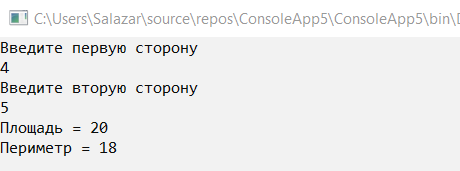 C:\Users\Salazar\source\repos\ConsoleApp5\ConsoleApp5\bin\
Введите первую сторону
4
Введите вторую сторону
5
Площадь = 20
Периметр = 18